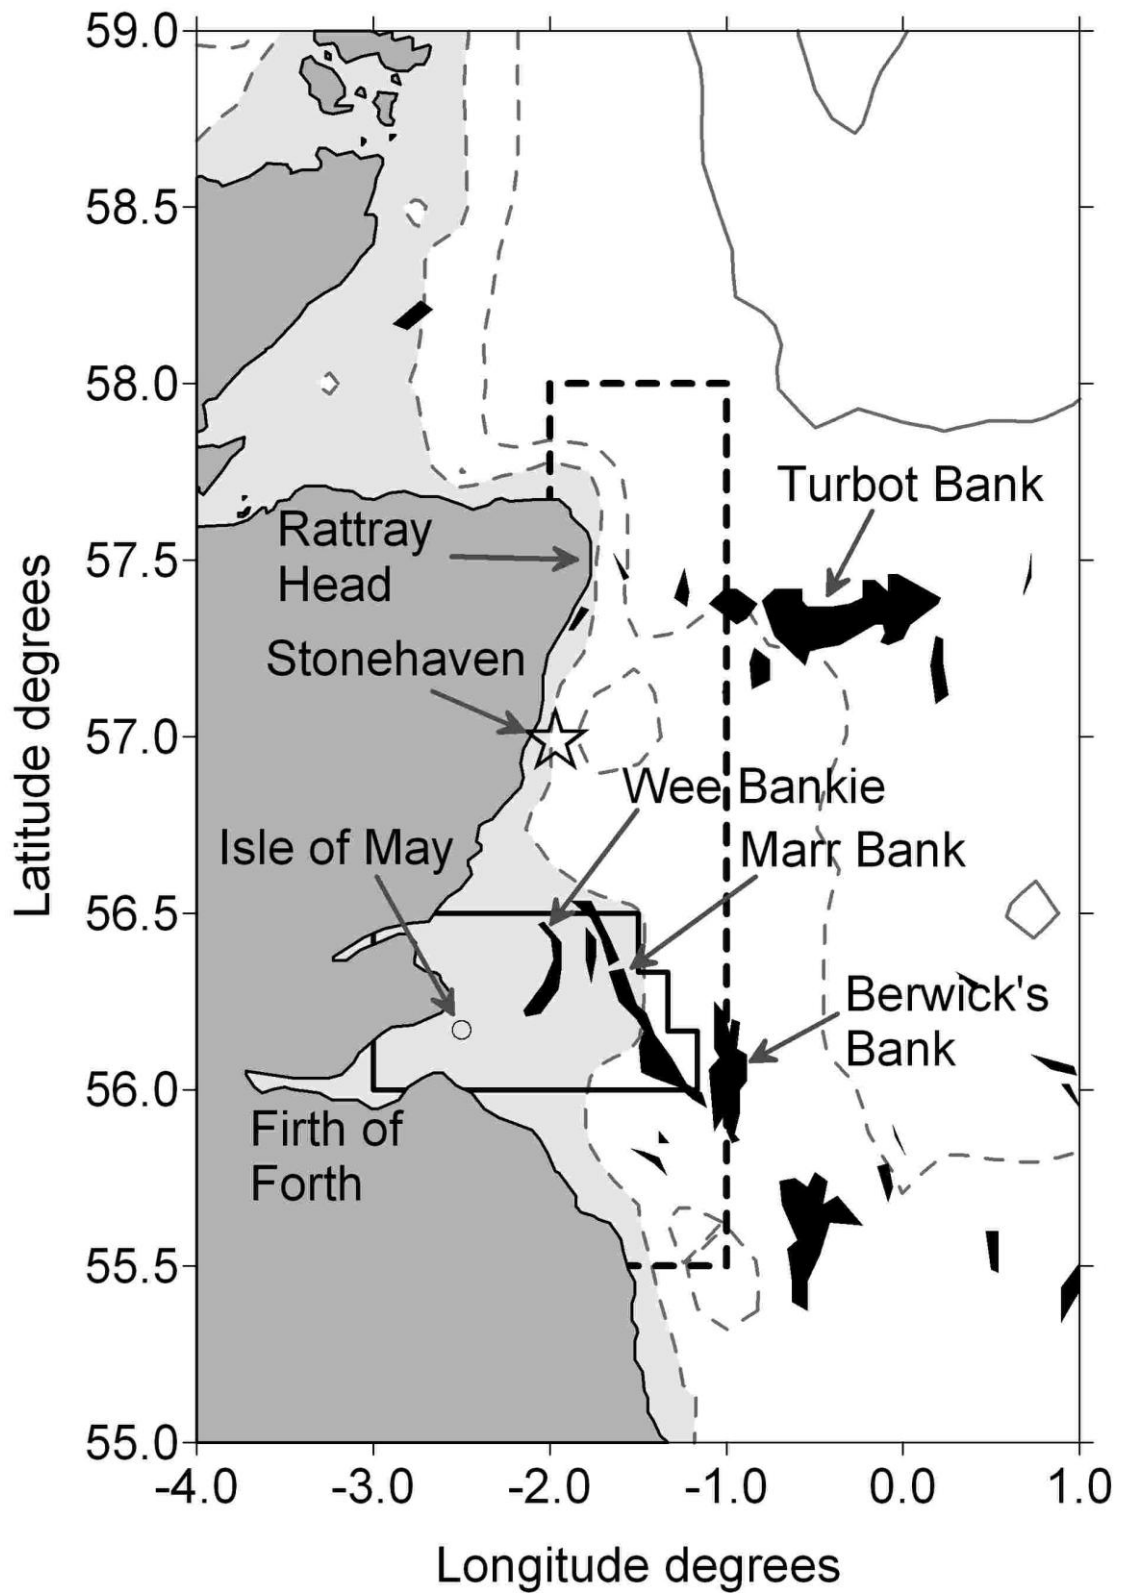 59.0
58.5
58.0
Turbot Bank
Rattray
Head
57.5
Stonehaven
57.0
Wee Bankie
Isle of May
Marr Bank
56.5
Berwick's
Bank
56.0
Firth of
Forth
55.5
55.0
-4.0 -3.0 -2.0 -1.0 0.0 1.0
Longitude degrees
Latitude degrees